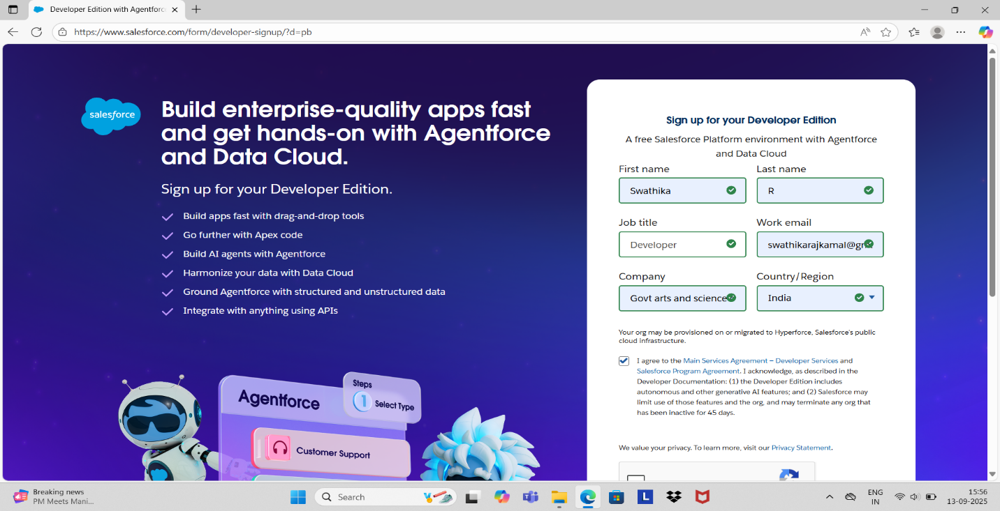 Developer Edition with Agentforc
https://www.salesforce.com/form/developer-signup/?d=pb
salesforce
Build enterprise-quality apps fast
and get hands-on with Agentforce
and Data Cloud.
Sign up for your Developer Edition.
Build apps fast with drag-and-drop tools
Go further with Apex code
Build AI agents with Agentforce
Harmonize your data with Data Cloud
Ground Agentforce with structured and unstructured data
Integrate with anything using APIs
Agentforce
Steps
1 Select Type
Customer Support
Sign up for your Developer Edition
A free Salesforce Platform environment with Agentforce
and Data Cloud
First name Last name
Swathika R
Job title Work email
Developer swathikarajkamal@gm
Company Country/Region
Govt arts and science India
Your org may be provisioned on or migrated to Hyperforce, Salesforce's public
cloud infrastructure.
I agree to the Main Services Agreement – Developer Services and
Salesforce Program Agreement. I acknowledge, as described in the
Developer Documentation: (1) the Developer Edition includes
autonomous and other generative AI features; and (2) Salesforce may
limit use of those features and the org, and may terminate any org that
has been inactive for 45 days.
We value your privacy. To learn more, visit our Privacy Statement.
Breaking news
PM Meets Mani...
Search
L
ENG
IN
15:56
13-09-2025